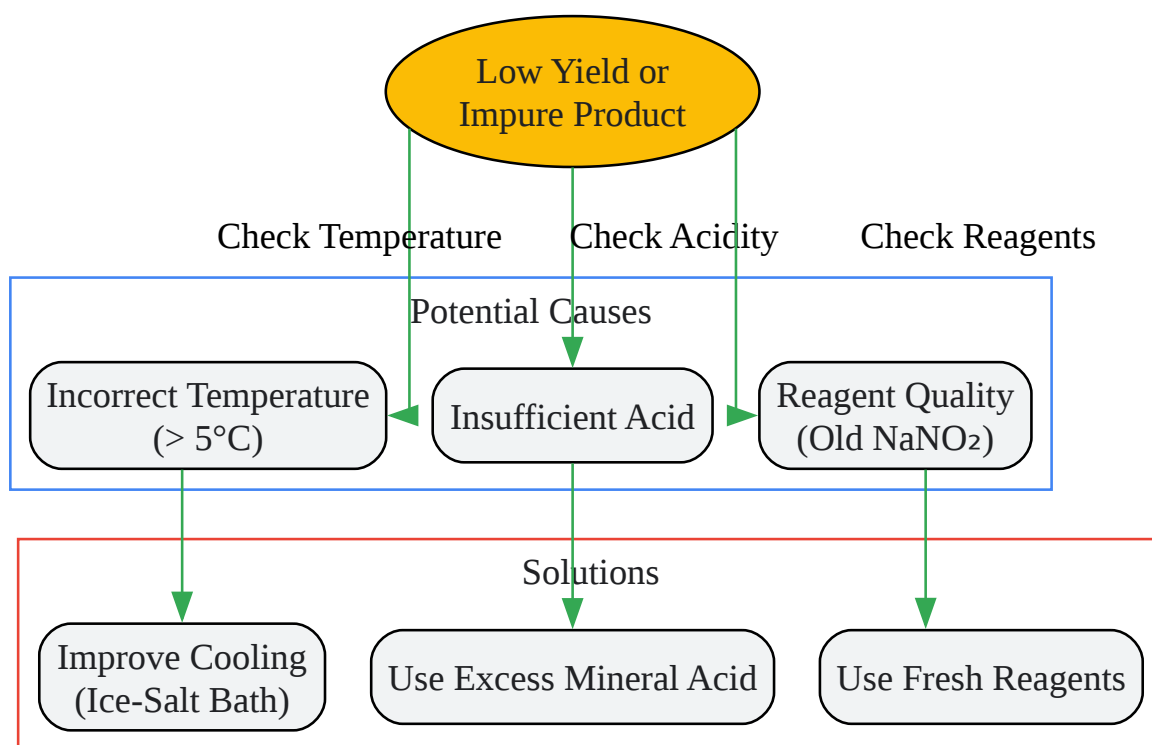 Low Yield or
Impure Product
Check Temperature
Check Acidity
Check Reagents
Potential Causes
Incorrect Temperature
(> 5°C)
Insufficient Acid
Reagent Quality
(Old NaNO₂)
Solutions
Improve Cooling
(Ice-Salt Bath)
Use Excess Mineral Acid
Use Fresh Reagents